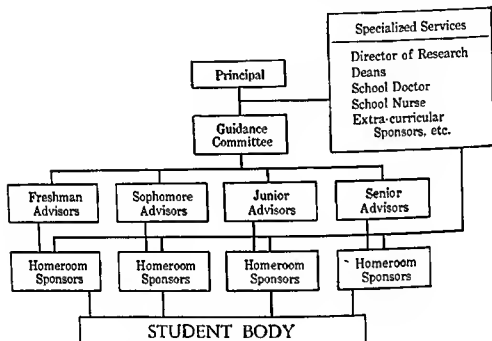 Specialized Services
Director of Research
Deans
School Doctor
School Nurse
Extra-curricular
Sponsors, etc.
Principal
Guidance
Committee
Freshman
Advisors
Sophomore
Advisors
Junior
Advisors
Senior
Advisors
Homeroom
Sponsors
Homeroom
Sponsors
Homeroom
Sponsors
Homeroom
Sponsors
STUDENT BODY